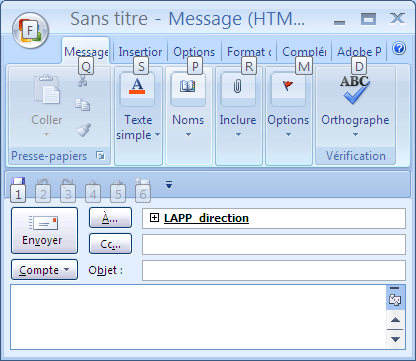 Sans titre - Message (HTM...
F
Message Insertion Options Format d Complé Adobe P
Q S P R M D
Coller Texte simple Noms Inclure Options ABC Orthographe
Presse-papiers Vérification
1 2 3 4 5 6
À... LAPP_direction
Envoyer
Cc...
Compte Objet :